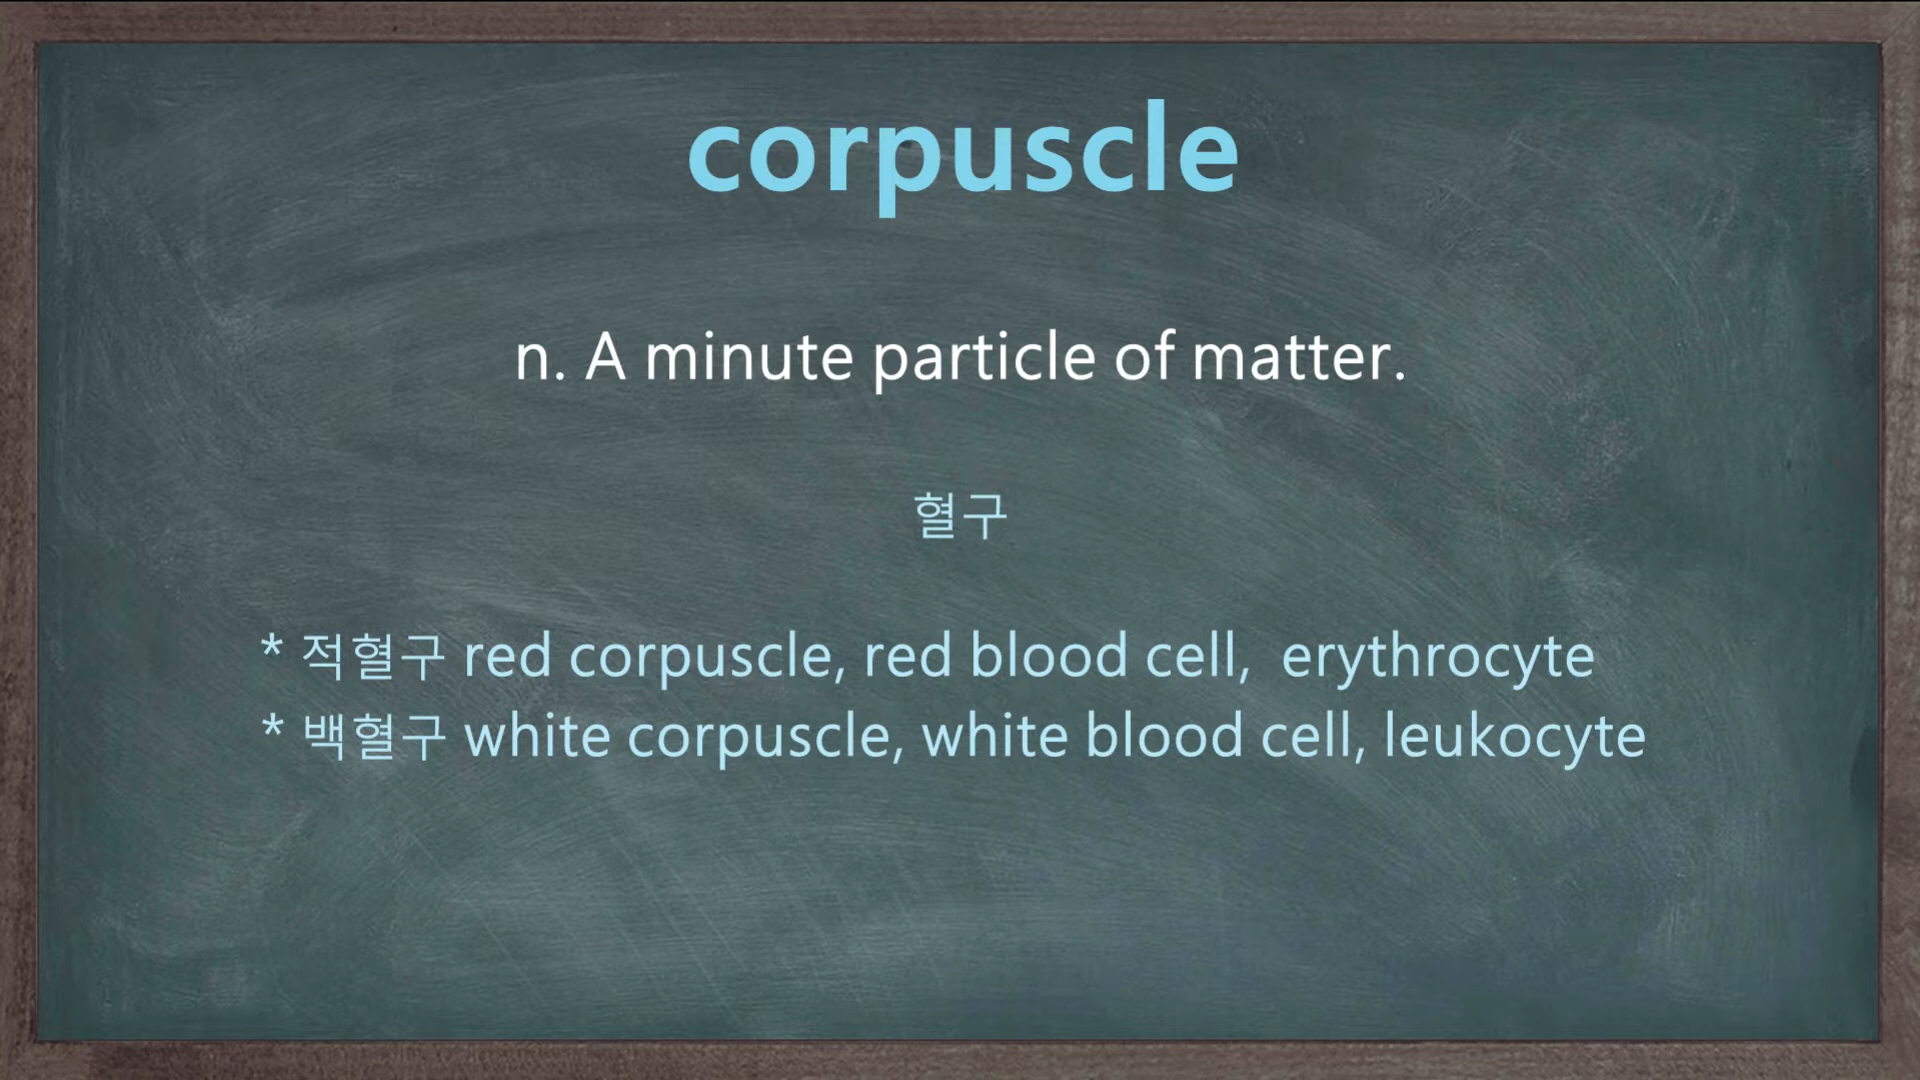 corpuscle
n. A minute particle of matter.
혈구
* 적혈구 red corpuscle, red blood cell,  erythrocyte
* 백혈구 white corpuscle, white blood cell, leukocyte